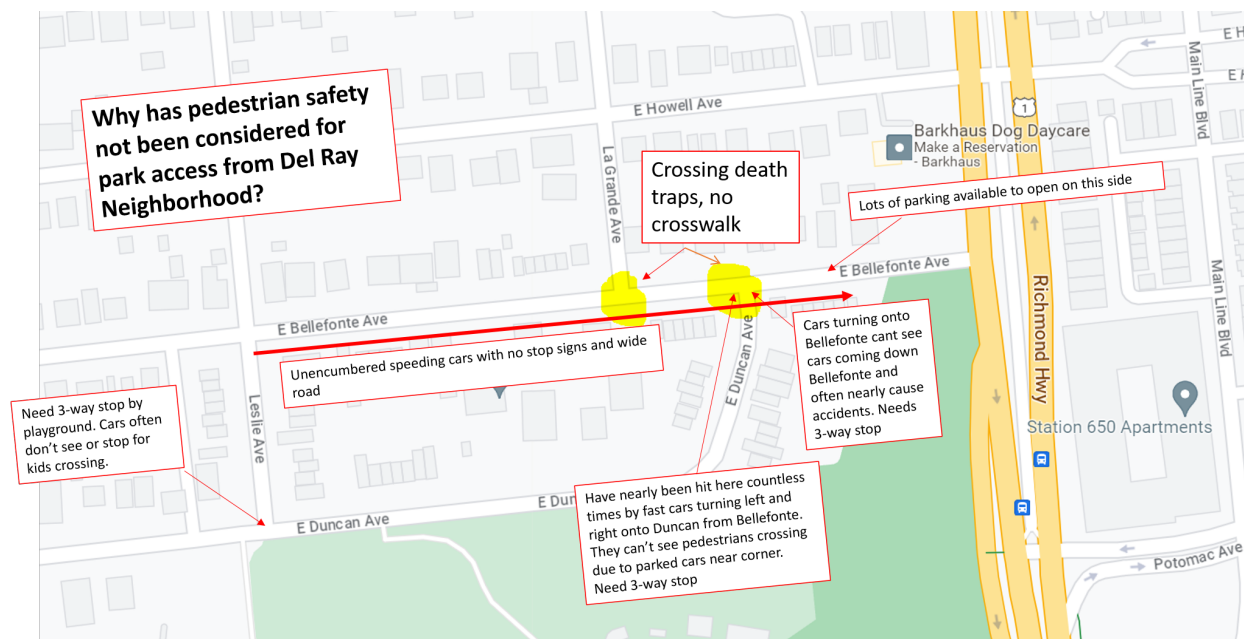 Why has pedestrian safety
not been considered for
park access from Del Ray
Neighborhood?
E Howell Ave
La Grande Ave
Crossing death
traps, no
crosswalk
Barkhaus Dog Daycare
Make a Reservation
- Barkhaus
Lots of parking available to open on this side
1
E H
Main Line Blvd
E Bellefonte Ave
E Bellefonte Ave
Unencumbered speeding cars with no stop signs and wide
road
Cars turning onto
Bellefonte cant see
cars coming down
Bellefonte and
often nearly cause
accidents. Needs
3-way stop
Richmond Hwy
Main Line Blvd
Need 3-way stop by
playground. Cars often
don't see or stop for
kids crossing.
Leslie Ave
E Duncan Ave
Station 650 Apartments
E Duncan Ave
E Dun
Have nearly been hit here countless
times by fast cars turning left and
right onto Duncan from Bellefonte.
They can't see pedestrians crossing
due to parked cars near corner.
Need 3-way stop
Potomac Ave